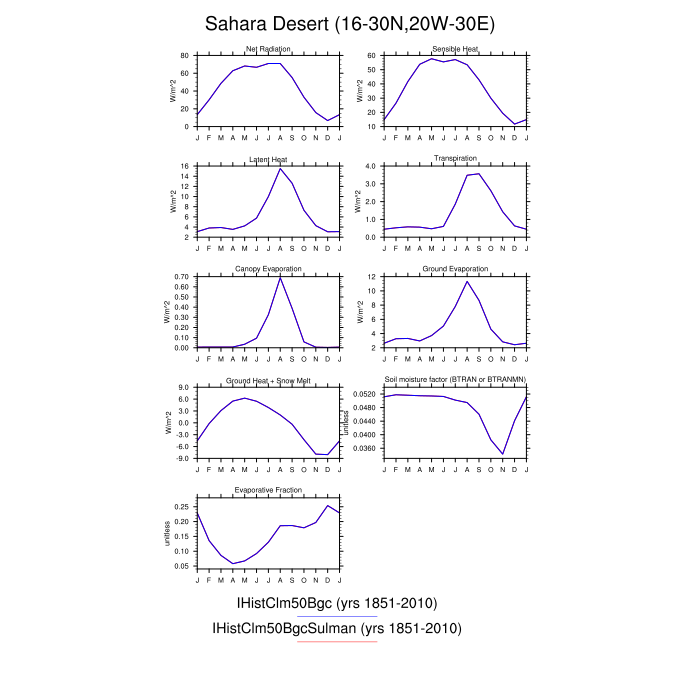 Sahara Desert (16-30N,20W-30E)
Net Radiation
W/m^2
80
60
40
20
0
J F M A M J J A S O N D J
Sensible Heat
W/m^2
60
50
40
30
20
10
J F M A M J J A S O N D J
Latent Heat
W/m^2
16
14
12
10
8
6
4
2
J F M A M J J A S O N D J
Transpiration
W/m^2
4.0
3.0
2.0
1.0
0.0
J F M A M J J A S O N D J
Canopy Evaporation
W/m^2
0.70
0.60
0.50
0.40
0.30
0.20
0.10
0.00
J F M A M J J A S O N D J
Ground Evaporation
W/m^2
12
10
8
6
4
2
J F M A M J J A S O N D J
Ground Heat + Snow Melt
W/m^2
9.0
6.0
3.0
0.0
-3.0
-6.0
-9.0
J F M A M J J A S O N D J
Soil moisture factor (BTRAN or BTRANMN)
unitless
0.0520
0.0480
0.0440
0.0400
0.0360
J F M A M J J A S O N D J
Evaporative Fraction
unitless
0.25
0.20
0.15
0.10
0.05
J F M A M J J A S O N D J
IHistClm50Bgc (yrs 1851-2010)
IHistClm50BgcSulman (yrs 1851-2010)